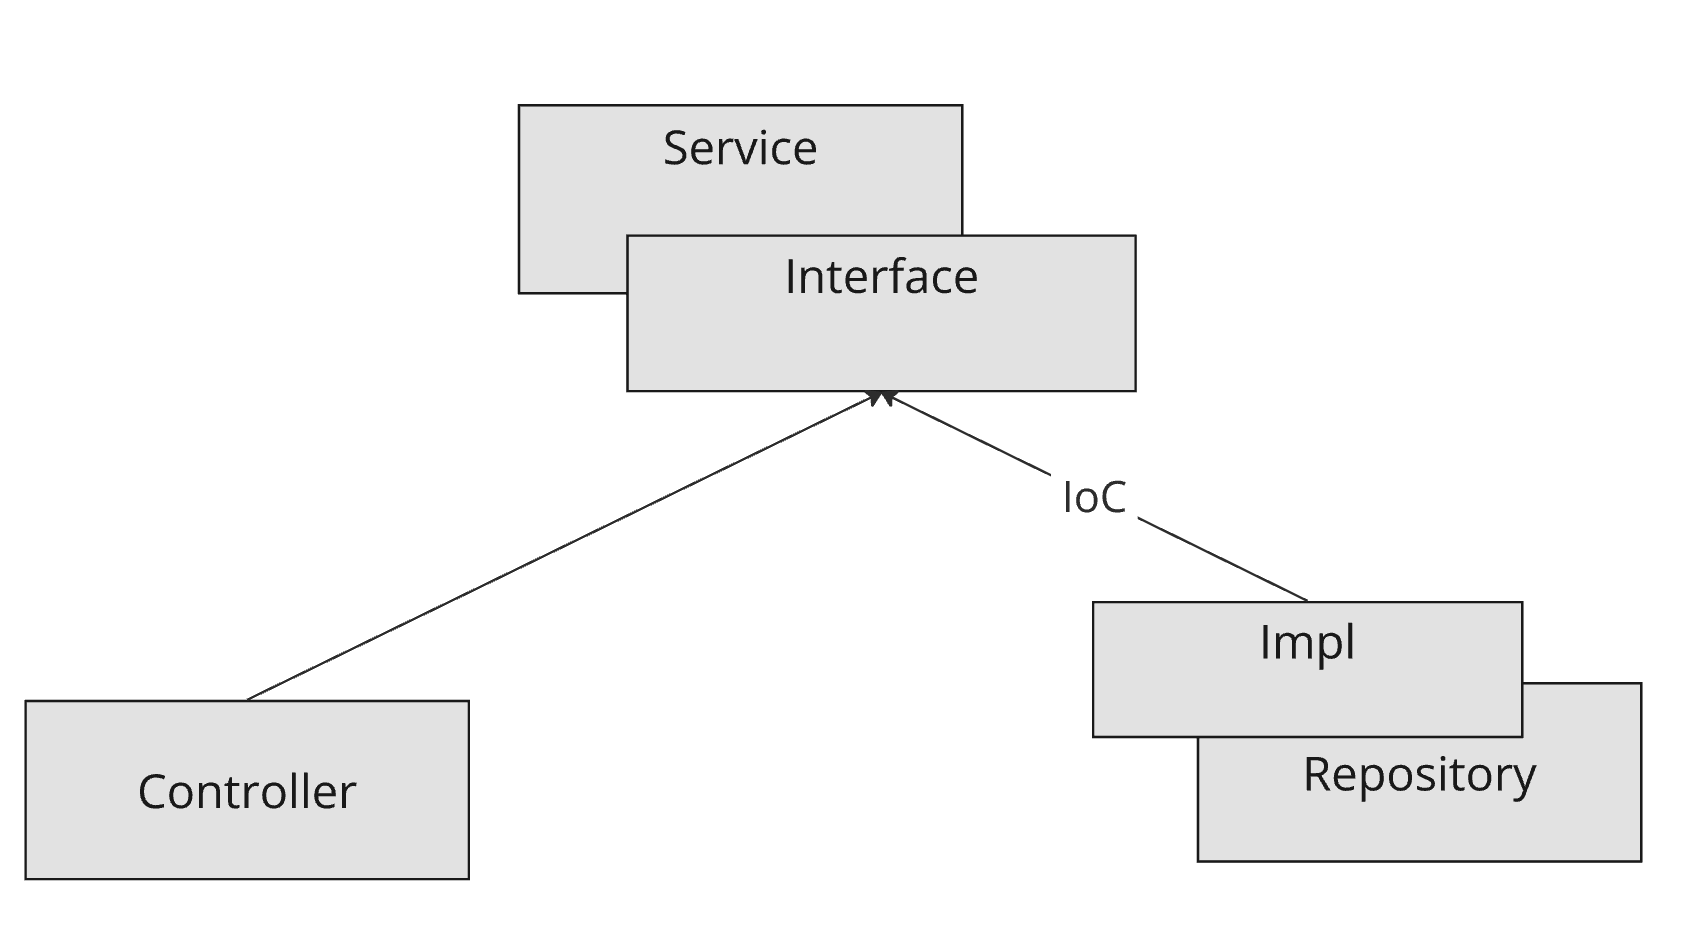 Service
Interface
IoC
Impl
Controller
Repository